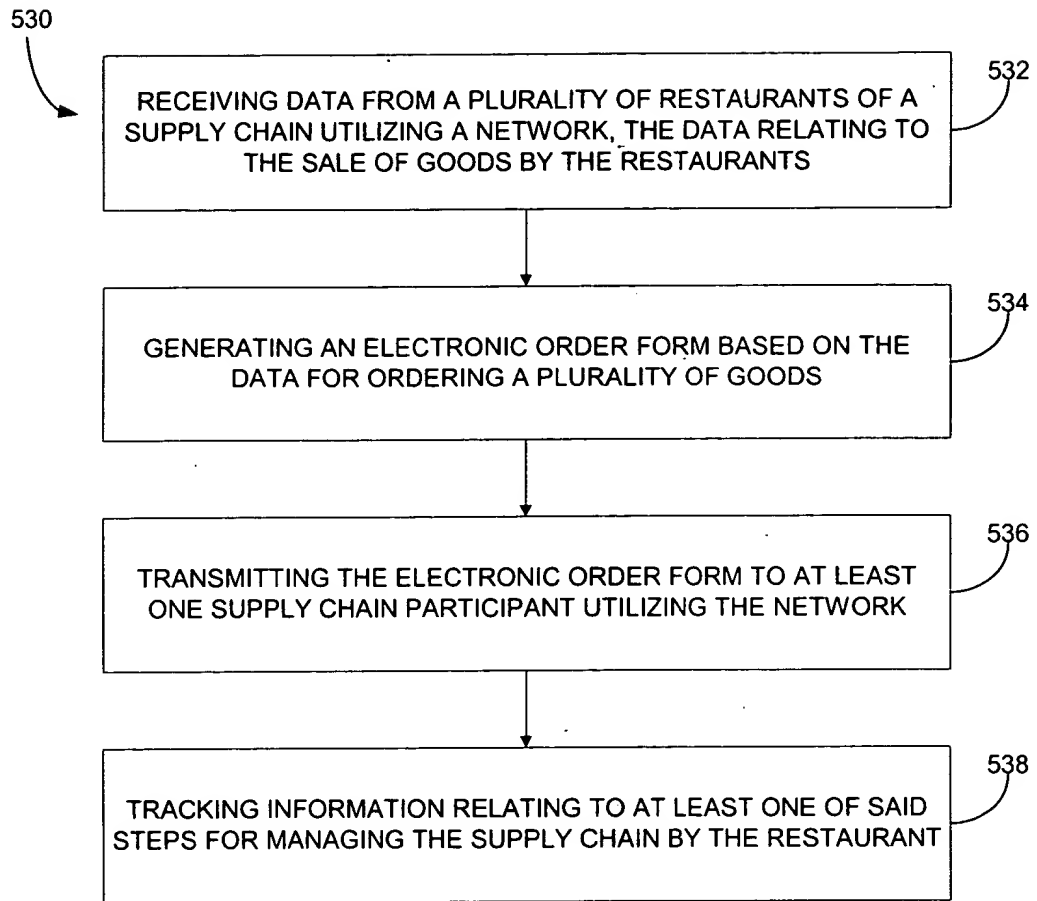 530
532
RECEIVING DATA FROM A PLURALITY OF RESTAURANTS OF A
SUPPLY CHAIN UTILIZING A NETWORK, THE DATA RELATING TO
THE SALE OF GOODS BY THE RESTAURANTS
534
GENERATING AN ELECTRONIC ORDER FORM BASED ON THE
DATA FOR ORDERING A PLURALITY OF GOODS
536
TRANSMITTING THE ELECTRONIC ORDER FORM TO AT LEAST
ONE SUPPLY CHAIN PARTICIPANT UTILIZING THE NETWORK
538
TRACKING INFORMATION RELATING TO AT LEAST ONE OF SAID
STEPS FOR MANAGING THE SUPPLY CHAIN BY THE RESTAURANT